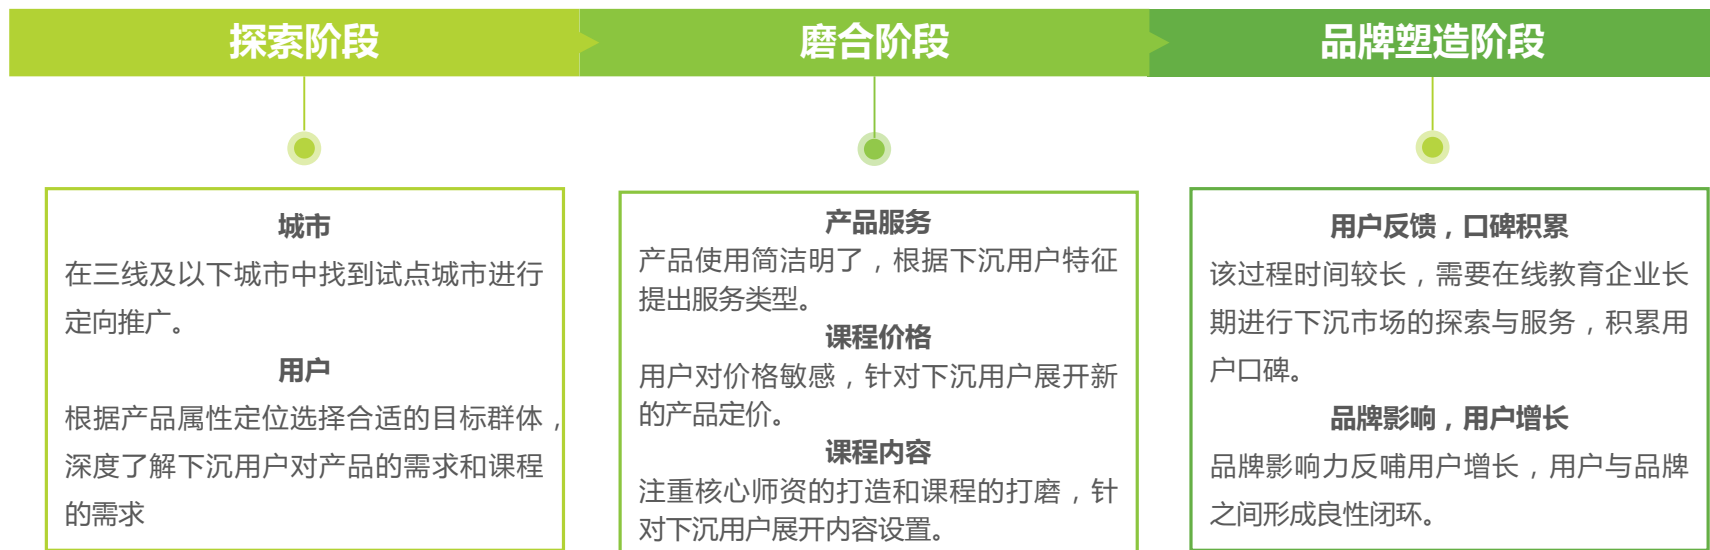 探索阶段
磨合阶段
品牌塑造阶段
城市
在三线及以下城市中找到试点城市进行
定向推广。
用户
根据产品属性定位选择合适的目标群体，
深度了解下沉用户对产品的需求和课程
的需求
产品服务
产品使用简洁明了，根据下沉用户特征
提出服务类型。
课程价格
用户对价格敏感，针对下沉用户展开新
的产品定价。
课程内容
注重核心师资的打造和课程的打磨，针
对下沉用户展开内容设置。
用户反馈，口碑积累
该过程时间较长，需要在线教育企业长
期进行下沉市场的探索与服务，积累用
户口碑。
品牌影响，用户增长
品牌影响力反哺用户增长，用户与品牌
之间形成良性闭环。